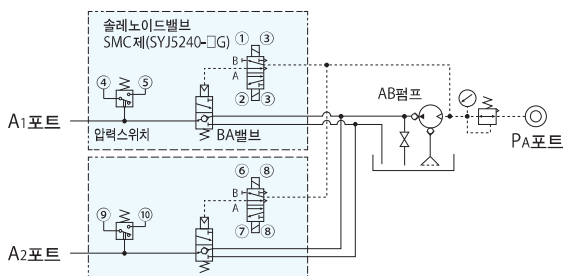 솔레노이드밸브
SMC제(SYJ5240-□G)
① ③
B
A
② ③
④ ⑤
A1포트
압력스위치
BA밸브
AB펌프
PA포트
⑥ ⑧
B
A
⑦ ⑧
⑨ ⑩
A2포트